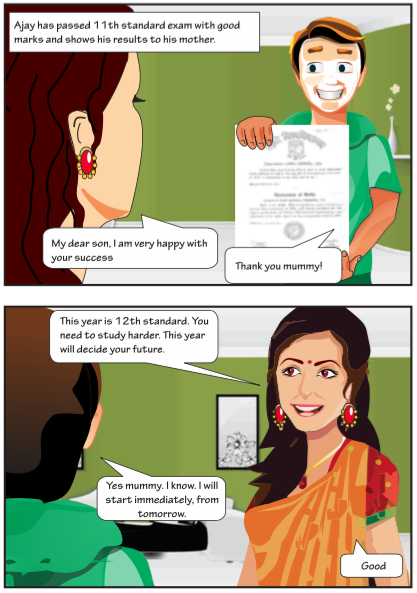 Ajay has passed 11th standard exam with good
marks and shows his results to his mother.
My dear son, I am very happy with
your success
Thank you mummy!
This year is 12th standard. You
need to study harder. This year
will decide your future.
Yes mummy. I know. I will
start immediately, from
tomorrow.
Good